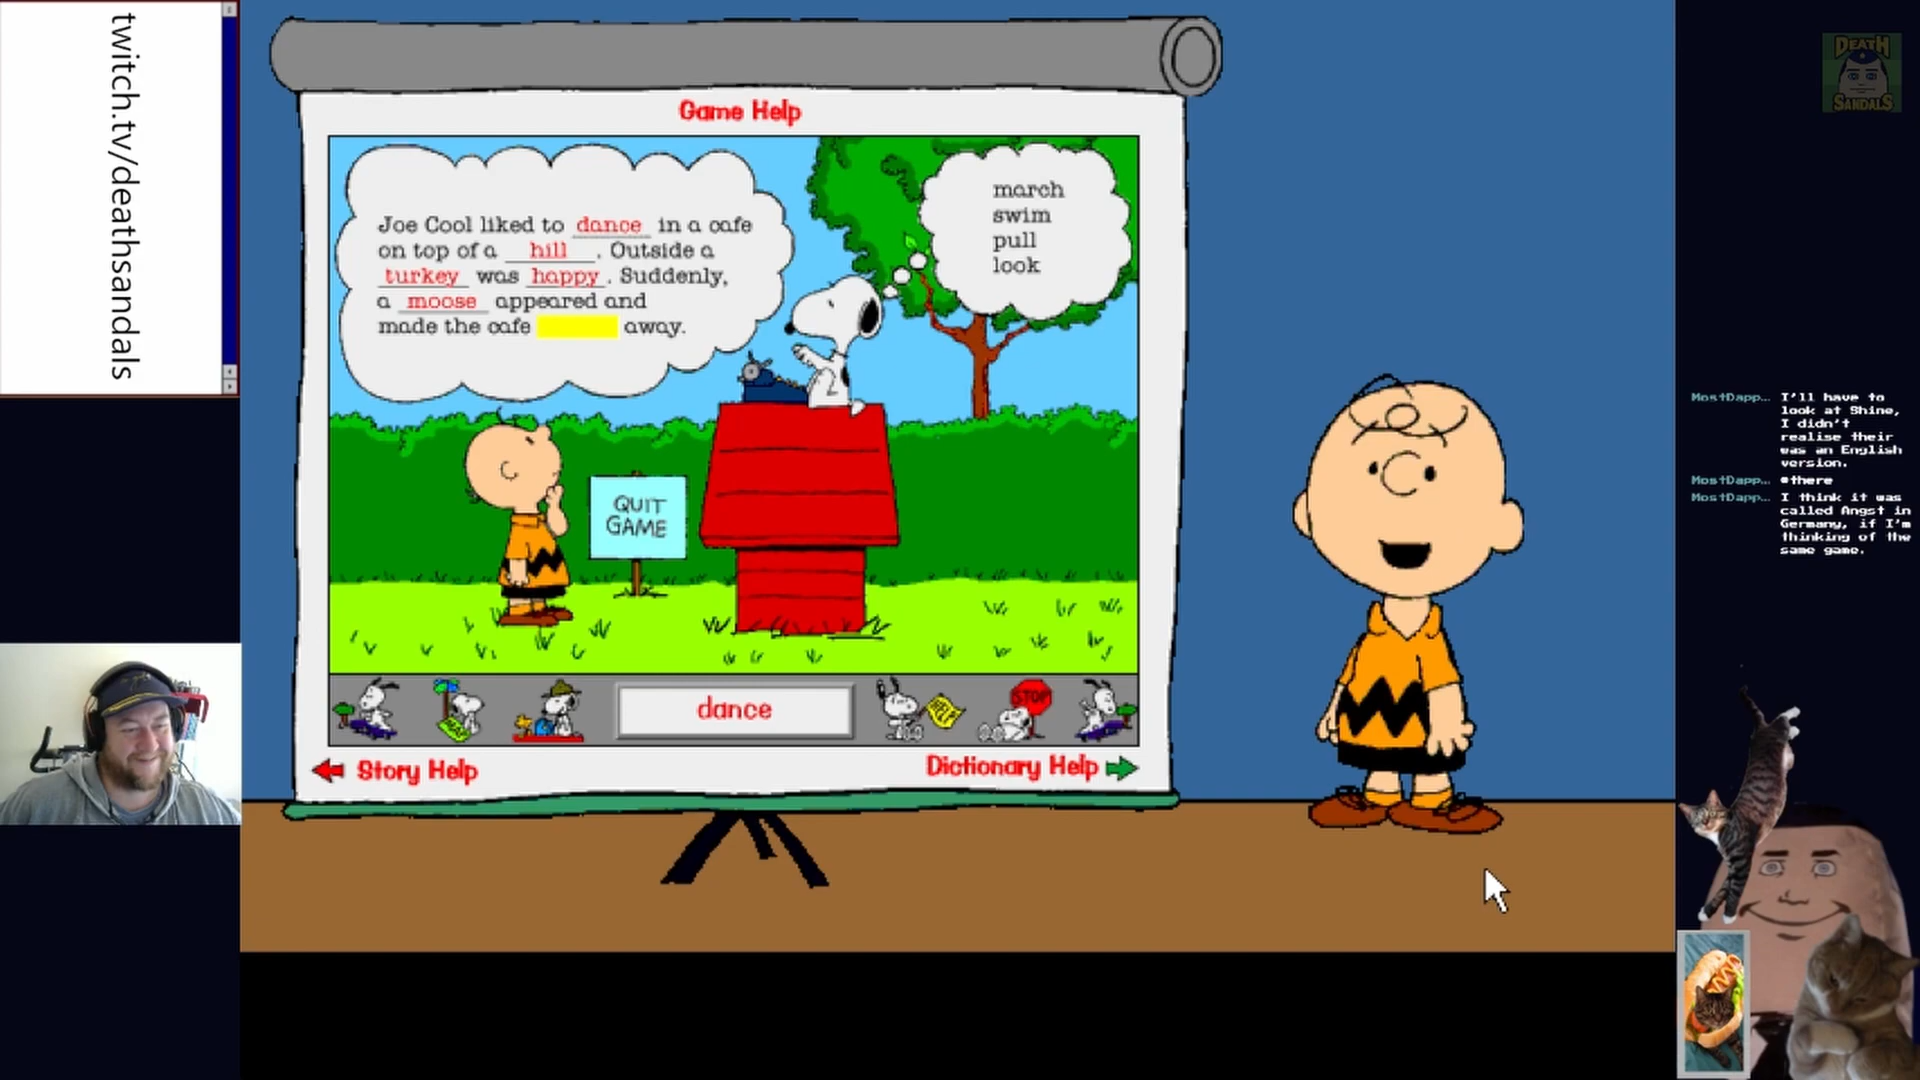 twitch.tv/deathsandals
Game Help
Joe Cool liked to dance in a cafe
on top of a hill. Outside a
turkey was happy. Suddenly,
a moose appeared and
made the cafe away.
march
swim
pull
look
QUIT
GAME
dance
HELP
STOP
Story Help
Dictionary Help
DEATH
SANDALS
MostDapp... I'll have to
look at Shine,
I didn't
realise their
was an English
version.
MostDapp... *there
MostDapp... I think it was
called Angst in
Germany, if I'm
thinking of the
same game.